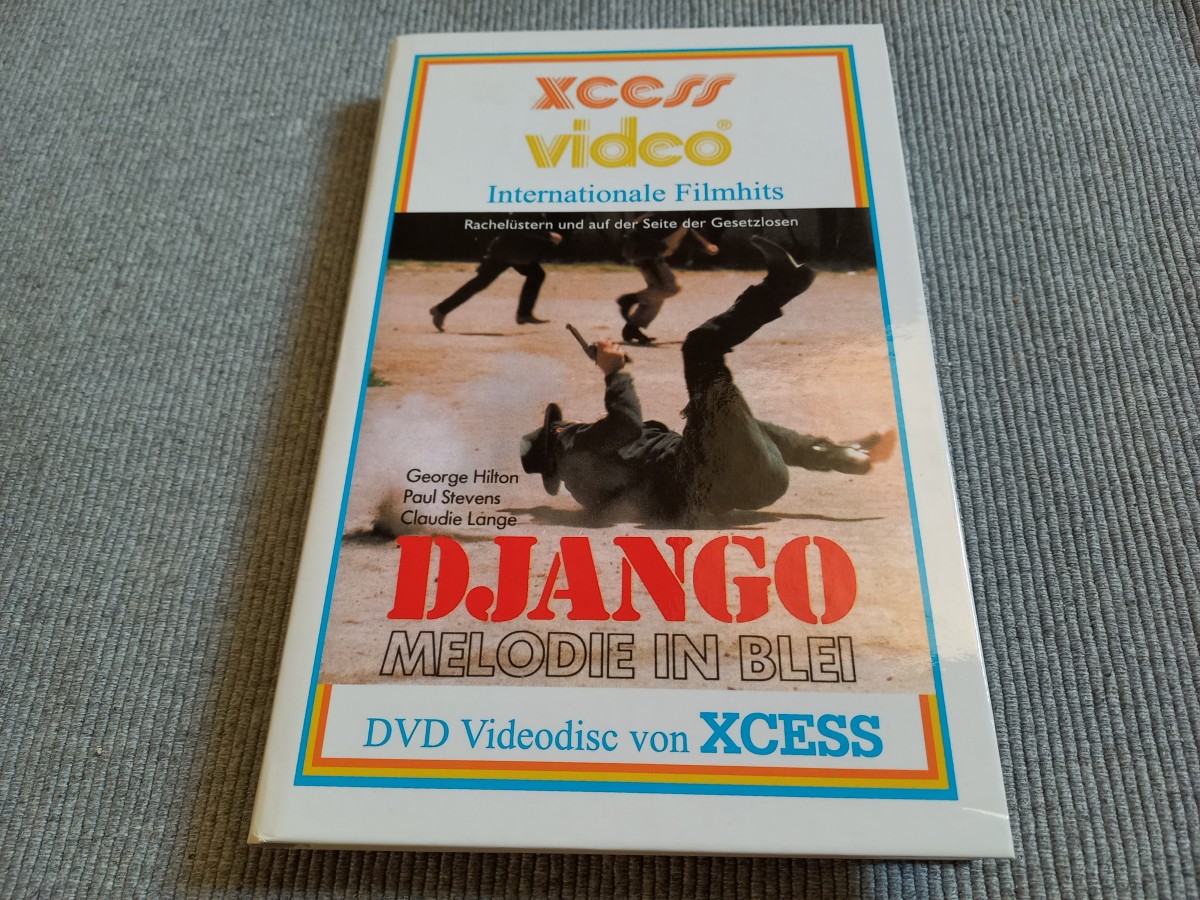 xcess
video®
Internationale Filmhits
Rachelüstern und auf der Seite der Gesetzlosen
George Hilton
Paul Stevens
Claudie Lange
DJANGO
MELODIE IN BLEI
DVD Videodisc von XCESS